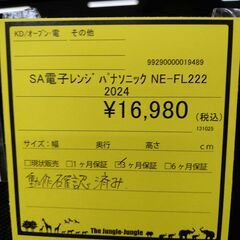 KD/オープン・電 その他
99290000019489
SA電子レンジ パナソニック NE-FL222
2024
¥16,980 (税込)
131025
サイズ:幅 奥行 高さ cm
□現状販売 □1ヶ月保証 ☑3ヶ月保証 □6ヶ月保証
動作確認済み
The Jungle-Jungle